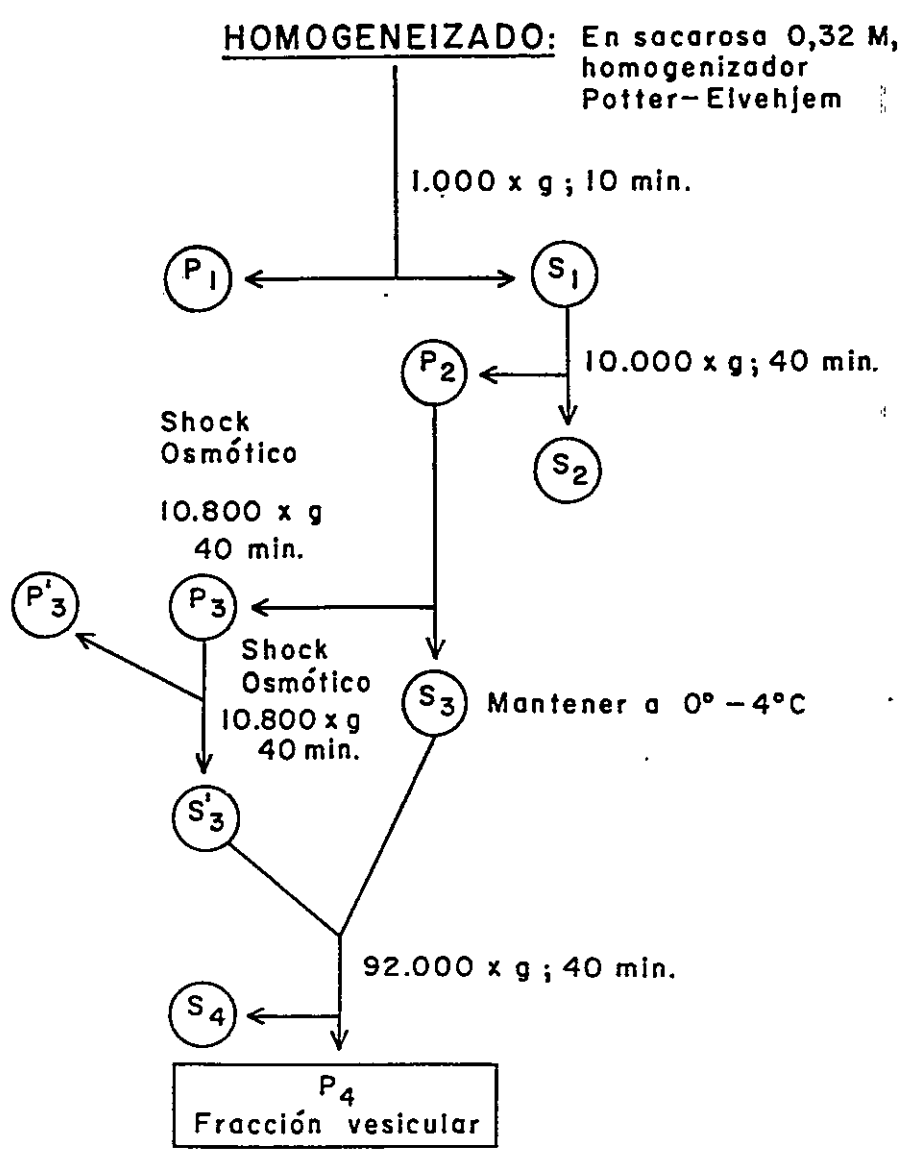 HOMOGENEIZADO: En sacarosa 0,32 M,
homogenizador
Potter-Elvehjem
1.000 x g ; 10 min.
P1
S1
P2
10.000 x g ; 40 min.
Shock
Osmótico
S2
10.800 x g
40 min.
P'3
P3
Shock
Osmótico
S3 Mantener a 0° - 4°C
10.800 x g
40 min.
S'3
92.000 x g ; 40 min.
S4
P4
Fracción vesicular